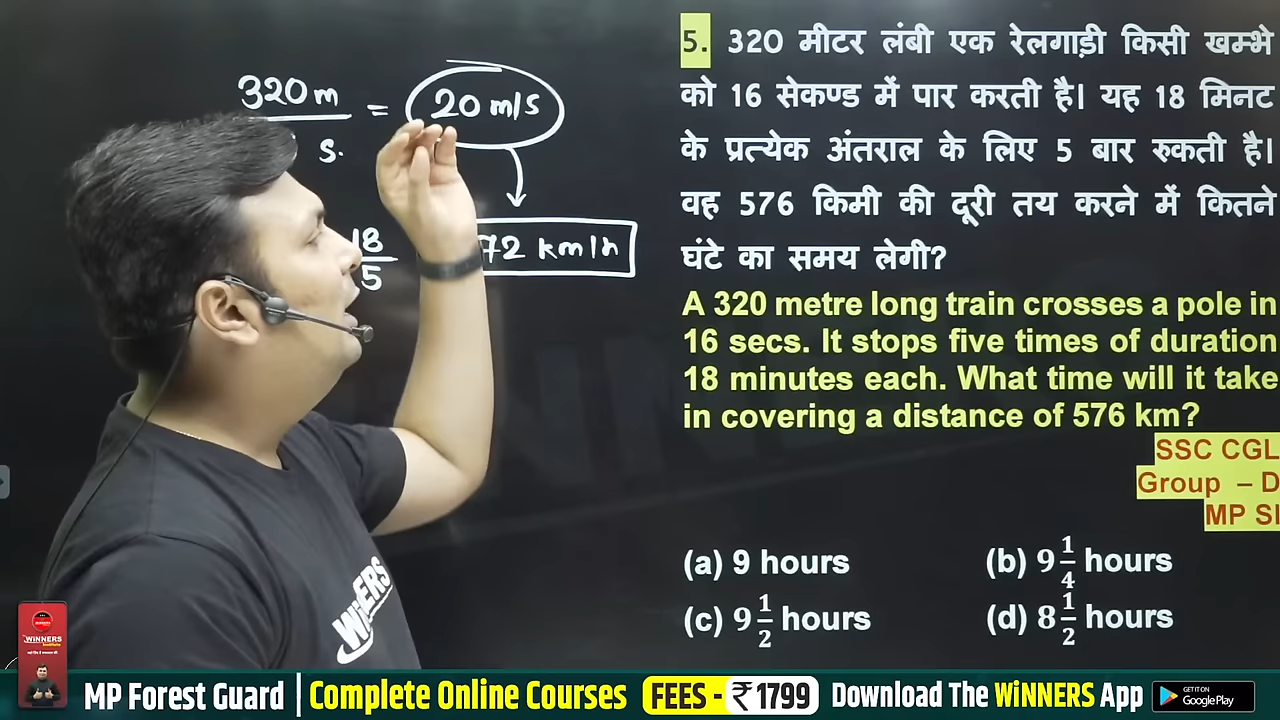 320 m
= 20 m/s
s.
18
5
72 km/h
5. 320 मीटर लंबी एक रेलगाड़ी किसी खम्भे
को 16 सेकण्ड में पार करती है। यह 18 मिनट
के प्रत्येक अंतराल के लिए 5 बार रुकती है।
वह 576 किमी की दूरी तय करने में कितने
घंटे का समय लेगी?
A 320 metre long train crosses a pole in
16 secs. It stops five times of duration
18 minutes each. What time will it take
in covering a distance of 576 km?
SSC CGL
Group – D
MP SI
(a) 9 hours (b) 9 1/4 hours
(c) 9 1/2 hours (d) 8 1/2 hours
WiNNERS
WiNNERS
MP Forest Guard | Complete Online Courses FEES - ₹ 1799 Download The WiNNERS App GET IT ON Google Play